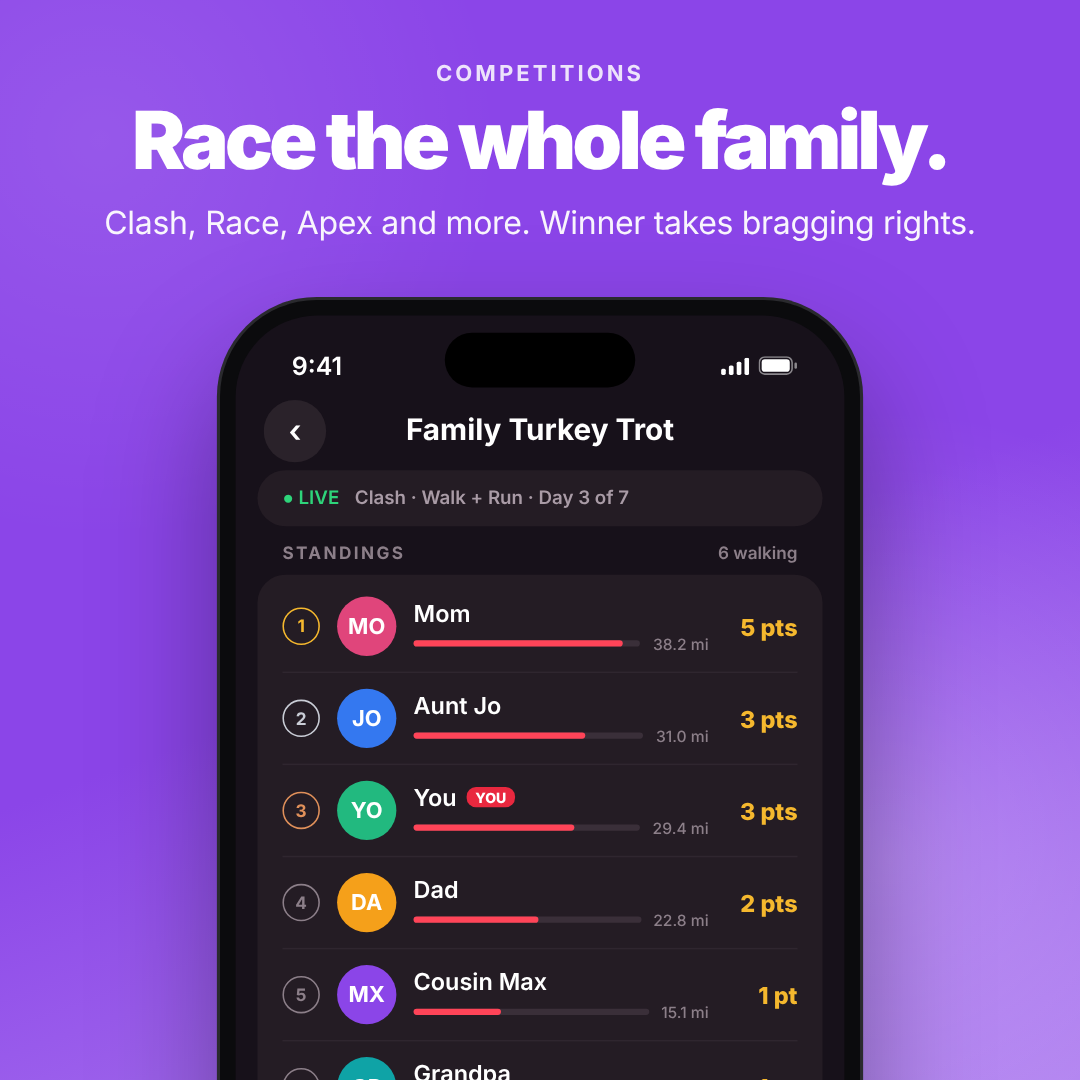 COMPETITIONS
Race the whole family.
Clash, Race, Apex and more. Winner takes bragging rights.
9:41
‹ Family Turkey Trot
• LIVE Clash · Walk + Run · Day 3 of 7
STANDINGS 6 walking
1 MO Mom 38.2 mi 5 pts
2 JO Aunt Jo 31.0 mi 3 pts
3 YO You YOU 29.4 mi 3 pts
4 DA Dad 22.8 mi 2 pts
5 MX Cousin Max 15.1 mi 1 pt
Grandpa